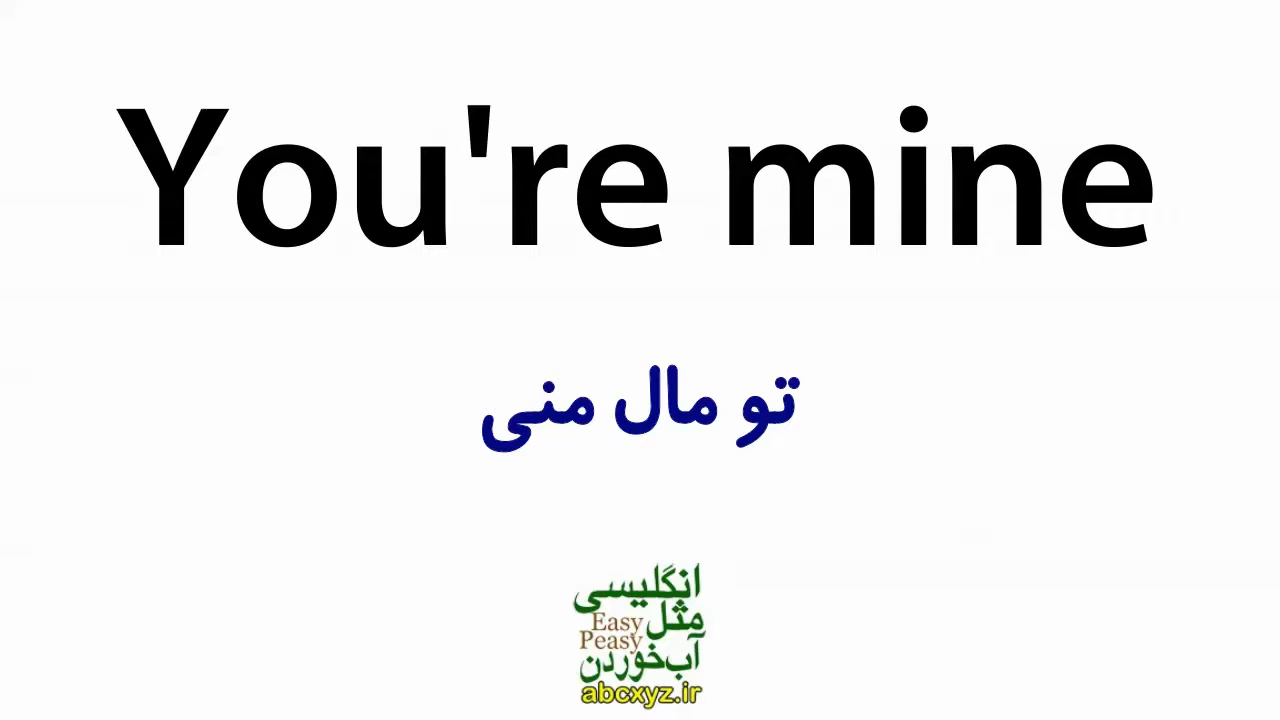 You're mine
تو مال منی
انگلیسی
مثل
Easy
Peasy
آب‌خوردن
abcxyz.ir